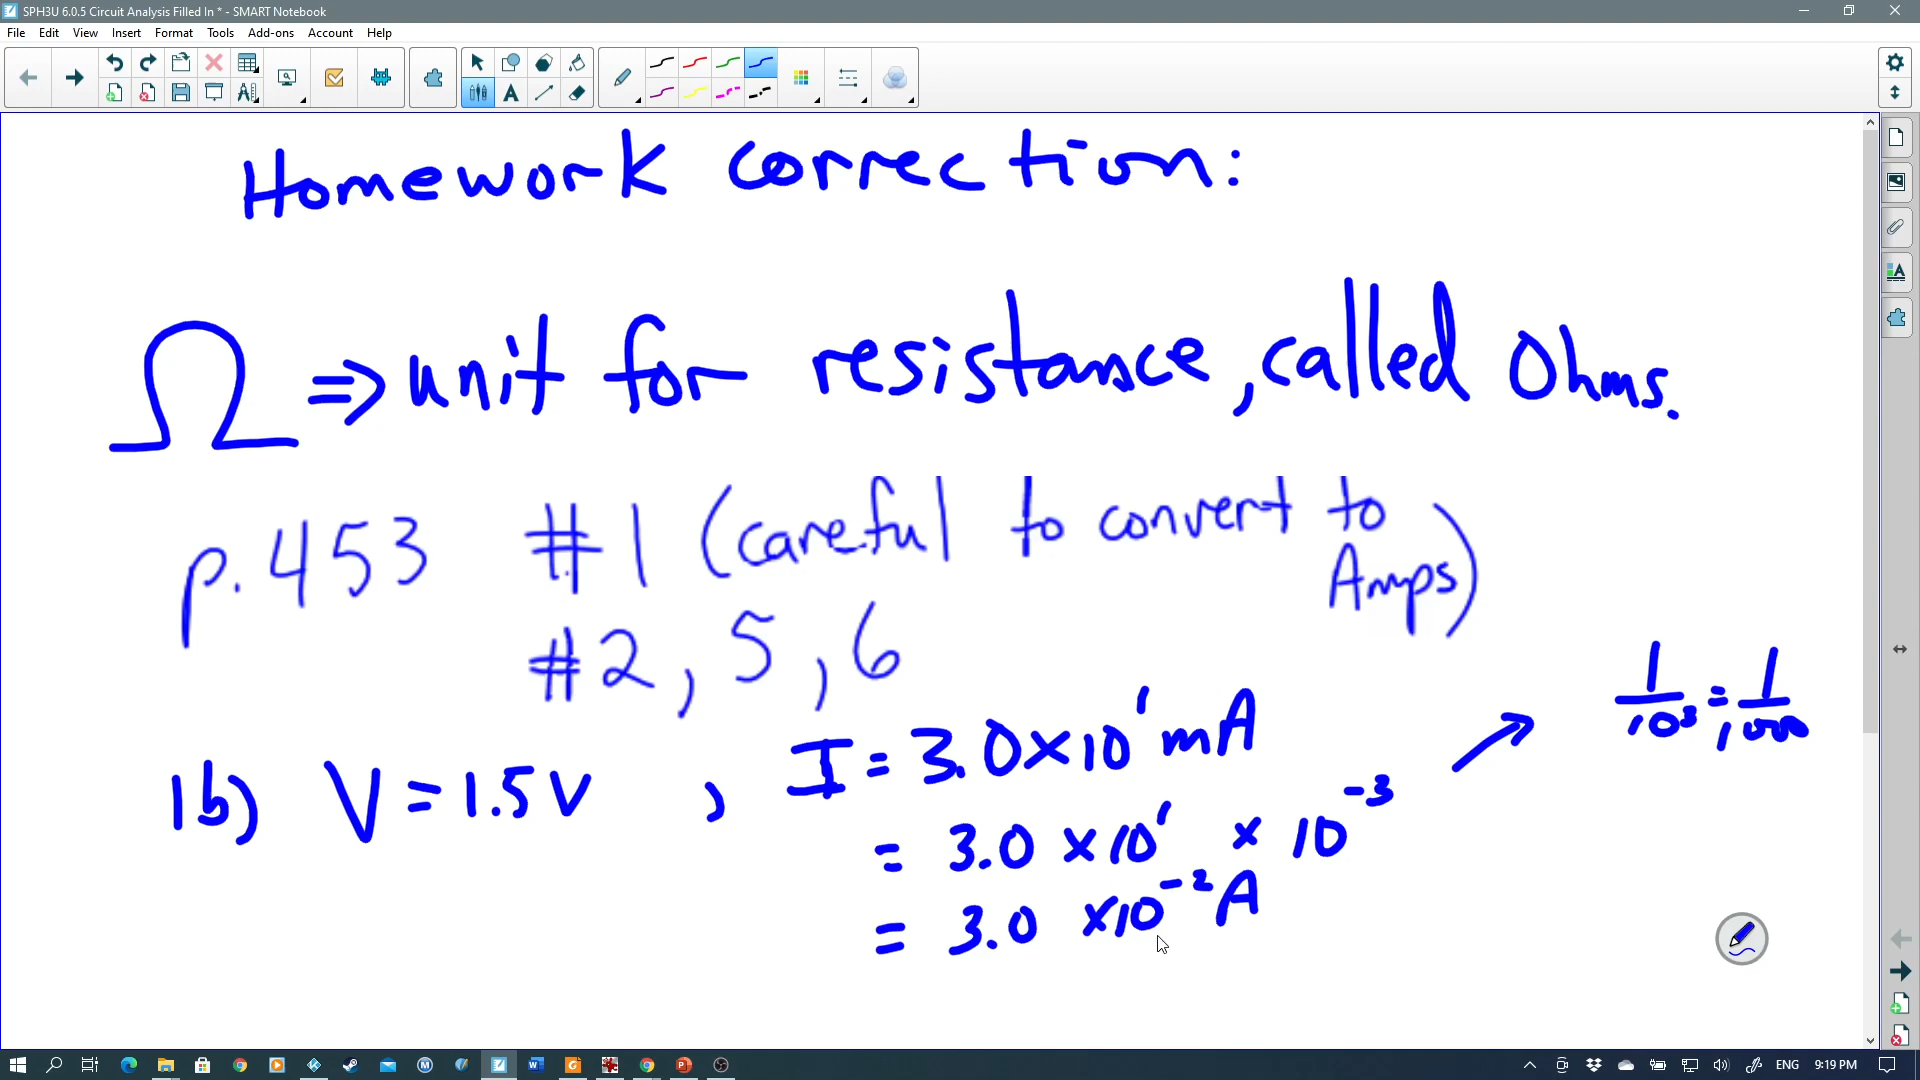 SPH3U 6.0.5 Circuit Analysis Filled In * - SMART Notebook
File Edit View Insert Format Tools Add-ons Account Help
Homework correction:
Ω ⇒ unit for resistance, called Ohms.
p. 453 #1 (careful to convert to
Amps)
#2, 5, 6
1b) V = 1.5V , I = 3.0 x 10¹ mA
= 3.0 x 10¹ x 10⁻³ → 1/10³ = 1/1000
= 3.0 x 10⁻² A
ENG 9:19 PM